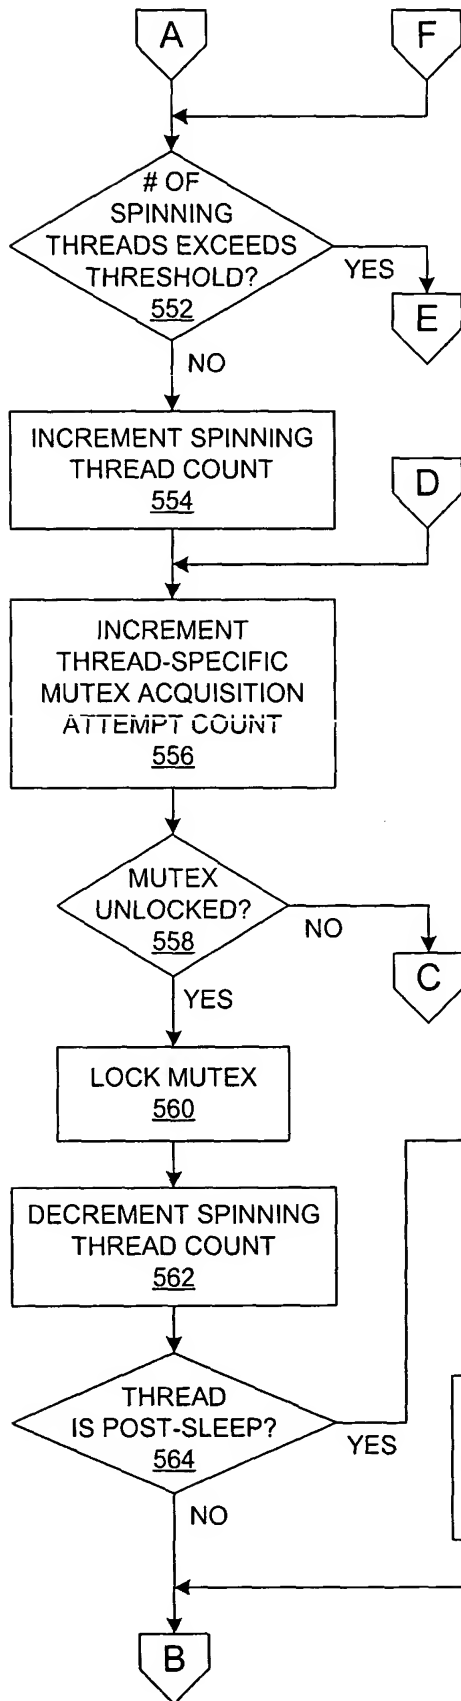 A
F
# OF
SPINNING
THREADS EXCEEDS
THRESHOLD?
552
YES
E
NO
INCREMENT SPINNING
THREAD COUNT
554
D
INCREMENT
THREAD-SPECIFIC
MUTEX ACQUISITION
ATTEMPT COUNT
556
MUTEX
UNLOCKED?
558
NO
C
YES
LOCK MUTEX
560
DECREMENT SPINNING
THREAD COUNT
562
THREAD
IS POST-SLEEP?
564
YES
NO
B